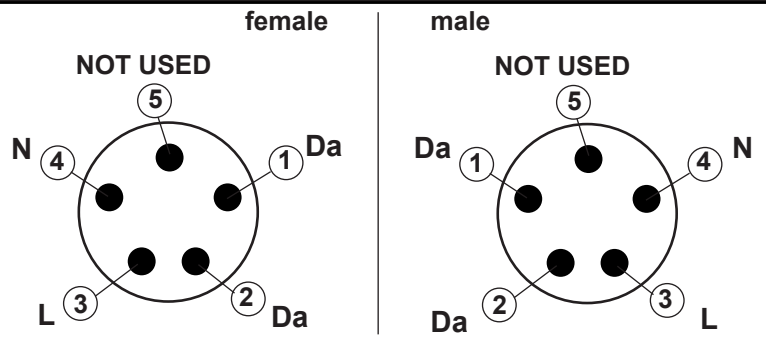 female male
NOT USED NOT USED
5 5
N 4 1 Da Da 1 4 N
L 3 2 Da Da 2 3 L